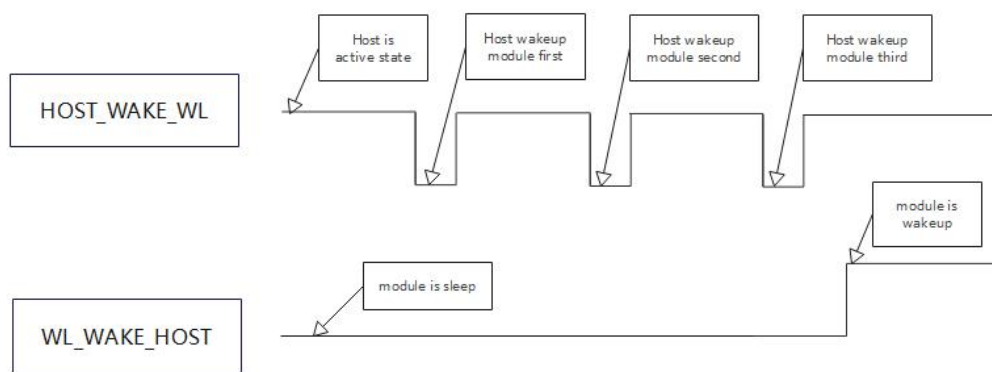 Host is
active state
Host wakeup
module first
Host wakeup
module second
Host wakeup
module third
HOST_WAKE_WL
module is
wakeup
module is sleep
WL_WAKE_HOST